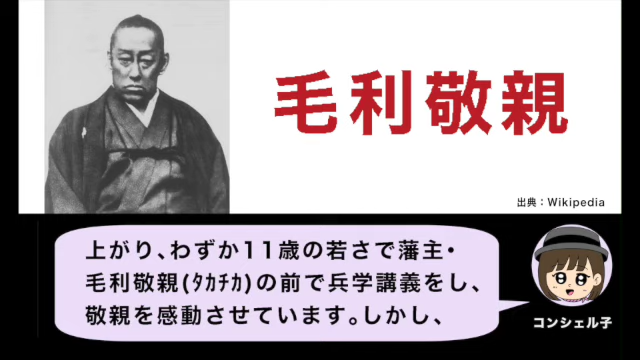 毛利敬親
出典：Wikipedia
上がり、わずか11歳の若さで藩主・
毛利敬親(ﾀｶﾁｶ)の前で兵学講義をし、
敬親を感動させています。しかし、
コンシェル子